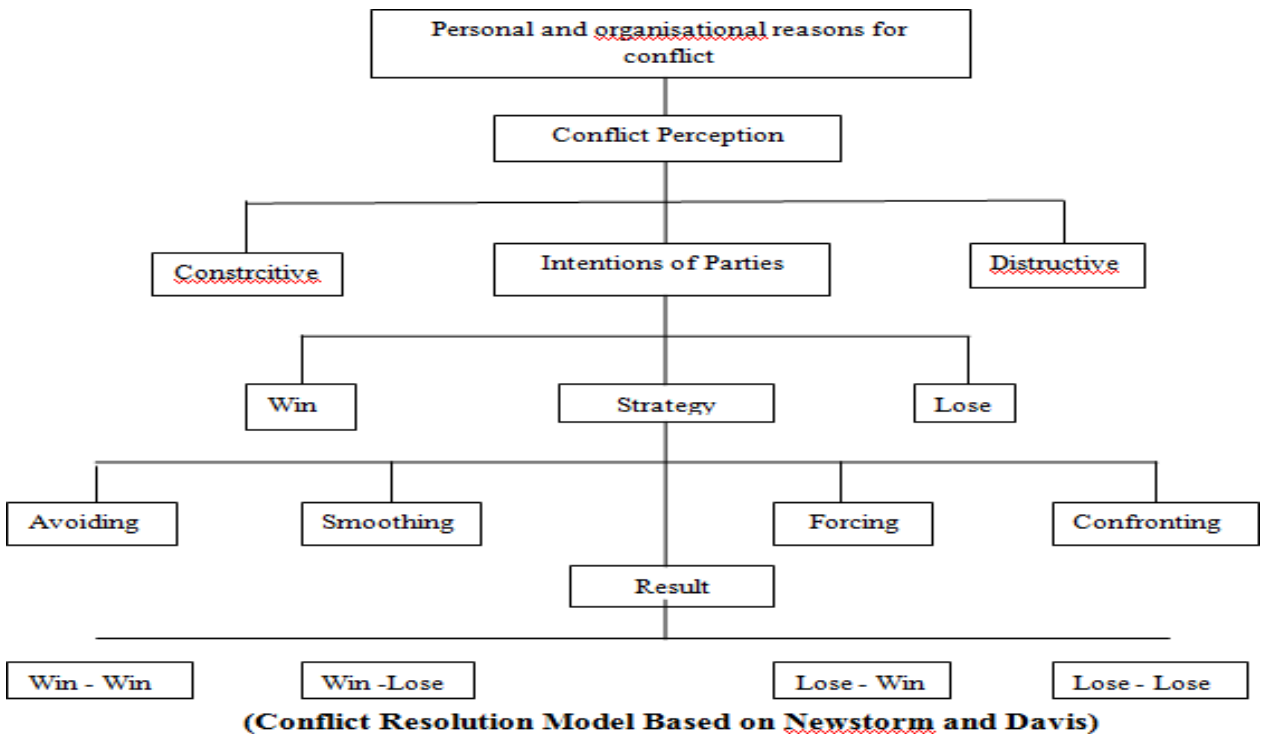 Personal and organisational reasons for
conflict
Conflict Perception
Constrcitive
Intentions of Parties
Distructive
Win
Strategy
Lose
Avoiding
Smoothing
Forcing
Confronting
Result
Win - Win
Win -Lose
Lose - Win
Lose - Lose
(Conflict Resolution Model Based on Newstorm and Davis)